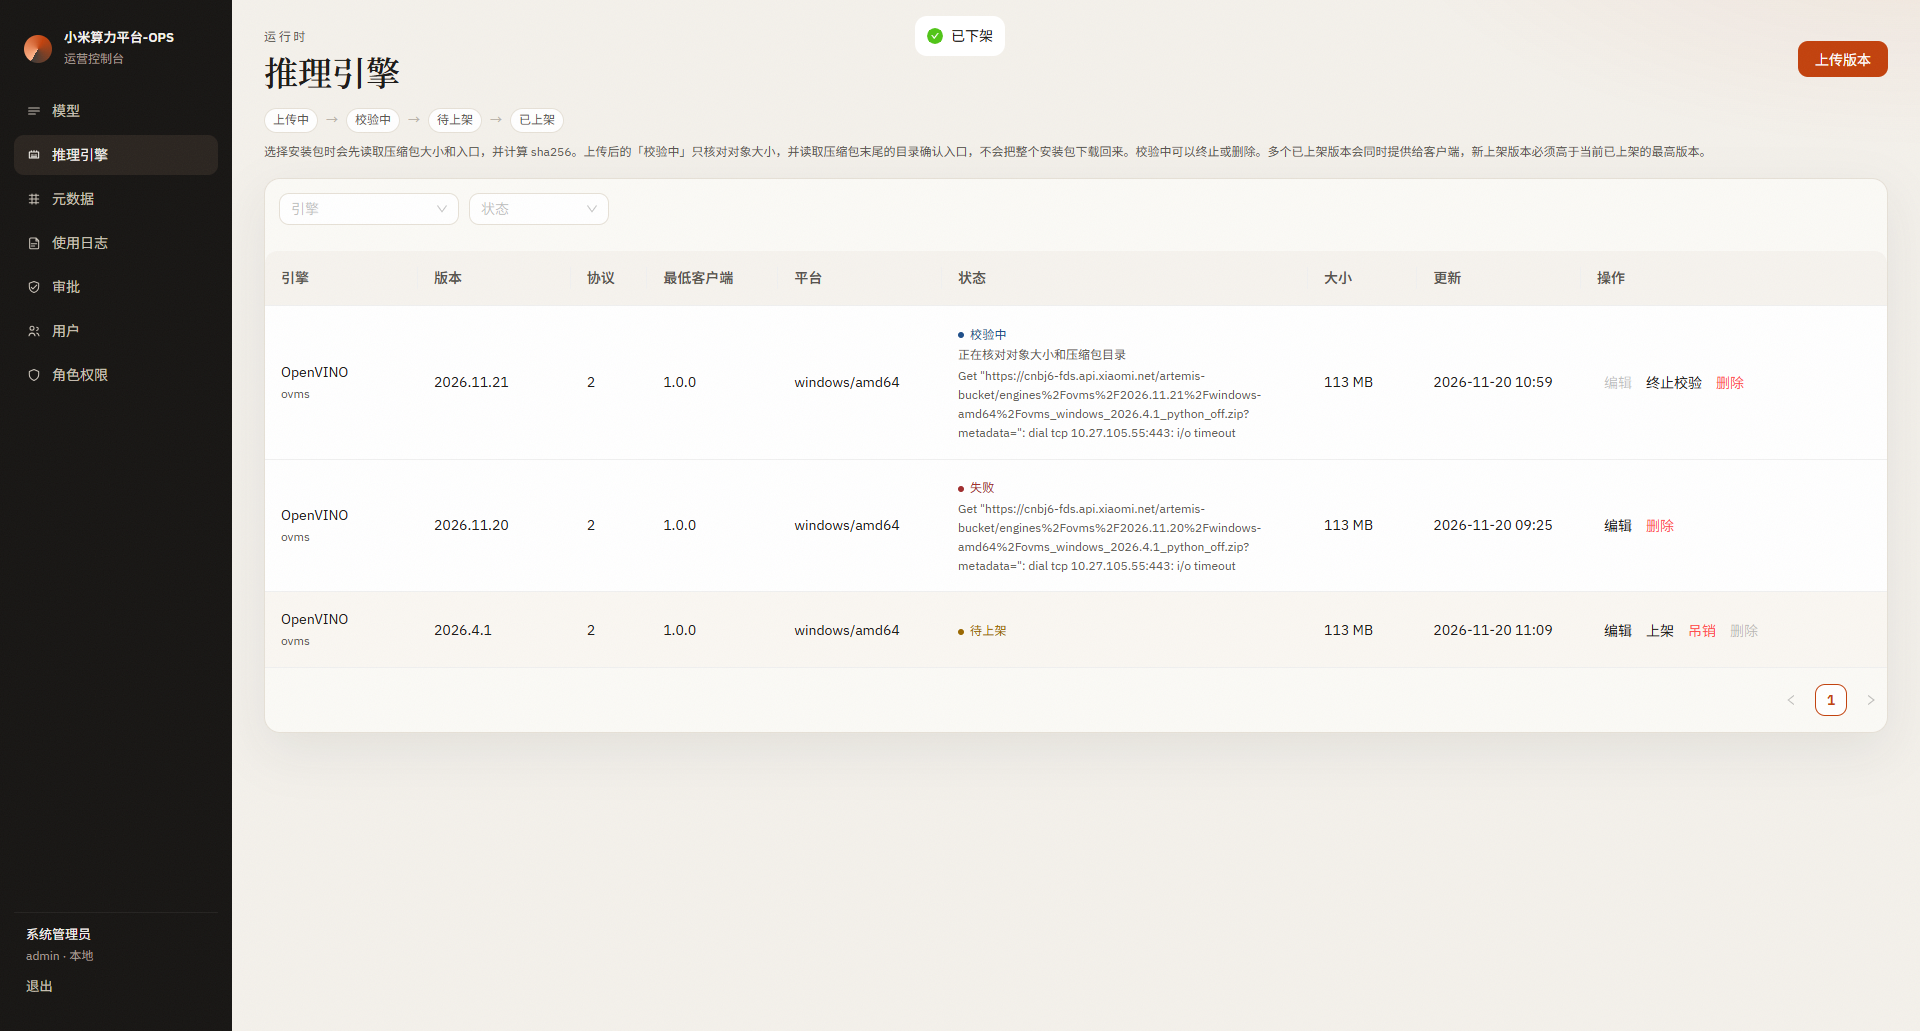 小米算力平台-OPS
运营控制台
模型
推理引擎
元数据
使用日志
审批
用户
角色权限
系统管理员
admin · 本地
退出
已下架
运行时
推理引擎
上传版本
上传中 → 校验中 → 待上架 → 已上架
选择安装包时会先读取压缩包大小和入口，并计算 sha256。上传后的「校验中」只核对对象大小，并读取压缩包末尾的目录确认入口，不会把整个安装包下载回来。校验中可以终止或删除。多个已上架版本会同时提供给客户端，新上架版本必须高于当前已上架的最高版本。
引擎 状态
引擎 版本 协议 最低客户端 平台 状态 大小 更新 操作
OpenVINO
ovms
2026.11.21
2
1.0.0
windows/amd64
校验中
正在核对对象大小和压缩包目录
Get "https://cnbj6-fds.api.xiaomi.net/artemis-
bucket/engines%2Fovms%2F2026.11.21%2Fwindows-
amd64%2Fovms_windows_2026.4.1_python_off.zip?
metadata=": dial tcp 10.27.105.55:443: i/o timeout
113 MB
2026-11-20 10:59
编辑 终止校验 删除
OpenVINO
ovms
2026.11.20
2
1.0.0
windows/amd64
失败
Get "https://cnbj6-fds.api.xiaomi.net/artemis-
bucket/engines%2Fovms%2F2026.11.20%2Fwindows-
amd64%2Fovms_windows_2026.4.1_python_off.zip?
metadata=": dial tcp 10.27.105.55:443: i/o timeout
113 MB
2026-11-20 09:25
编辑 删除
OpenVINO
ovms
2026.4.1
2
1.0.0
windows/amd64
待上架
113 MB
2026-11-20 11:09
编辑 上架 吊销 删除
1